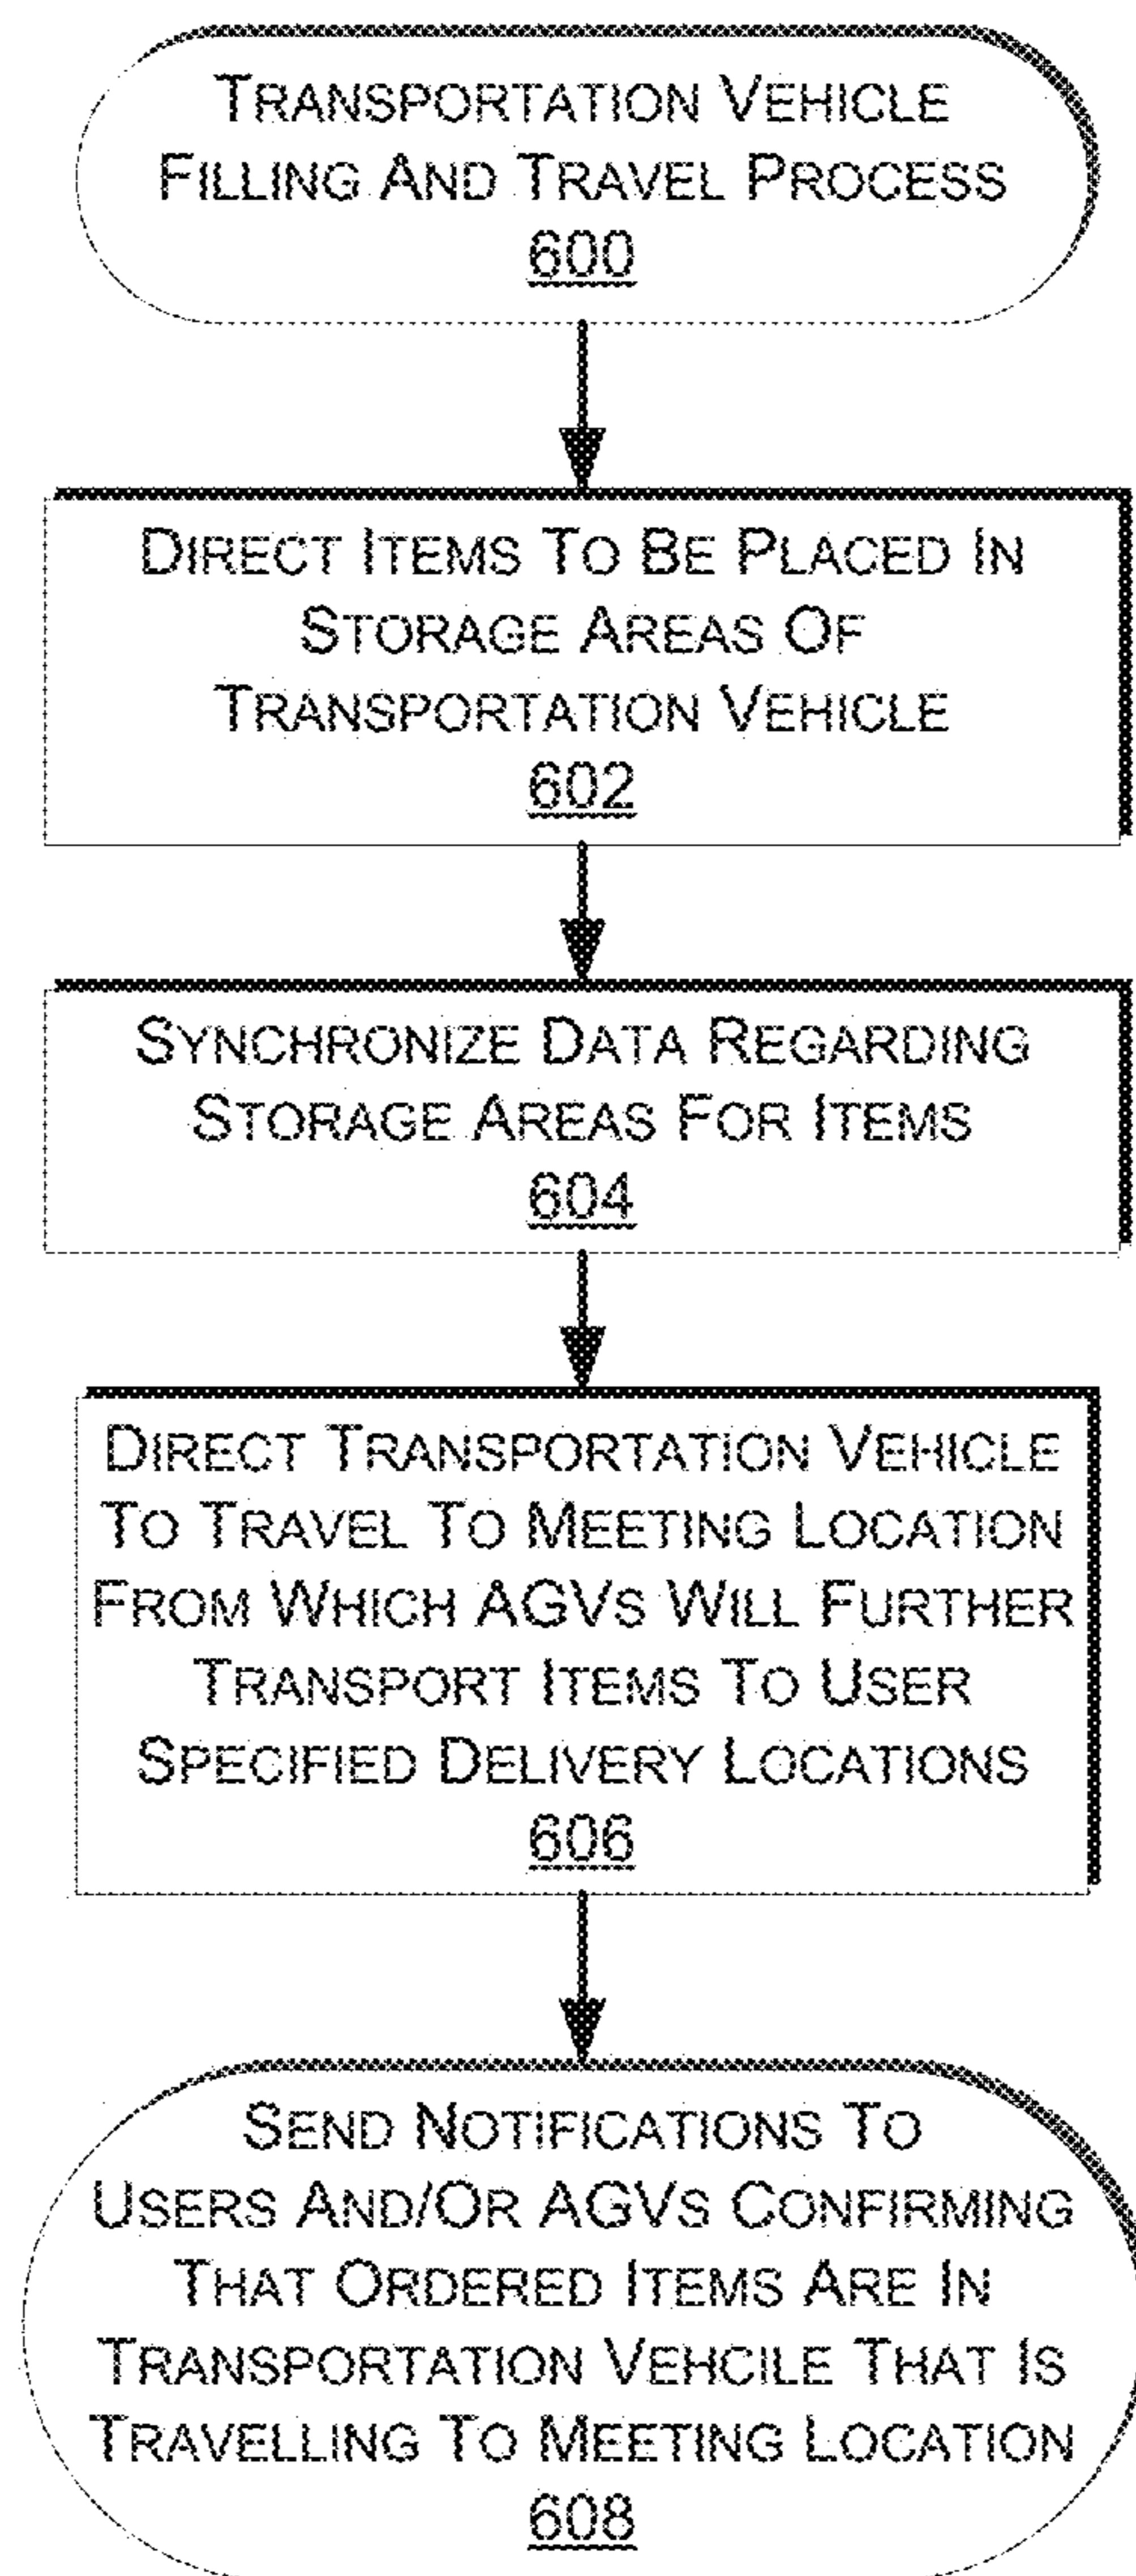 TRANSPORTATION VEHICLE
FILLING AND TRAVEL PROCESS
600
DIRECT ITEMS TO BE PLACED IN
STORAGE AREAS OF
TRANSPORTATION VEHICLE
602
SYNCHRONIZE DATA REGARDING
STORAGE AREAS FOR ITEMS
604
DIRECT TRANSPORTATION VEHICLE
TO TRAVEL TO MEETING LOCATION
FROM WHICH AGVS WILL FURTHER
TRANSPORT ITEMS TO USER
SPECIFIED DELIVERY LOCATIONS
606
SEND NOTIFICATIONS TO
USERS AND/OR AGVS CONFIRMING
THAT ORDERED ITEMS ARE IN
TRANSPORTATION VEHCILE THAT IS
TRAVELLING TO MEETING LOCATION
608